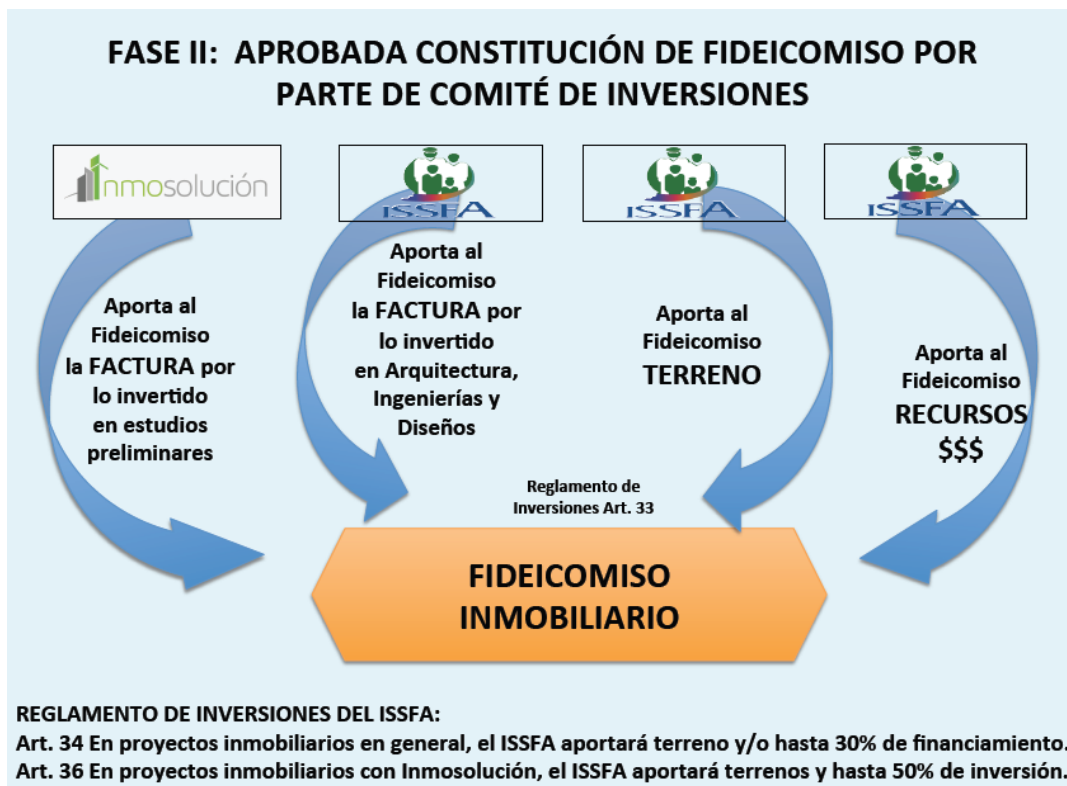 FASE II: APROBADA CONSTITUCIÓN DE FIDEICOMISO POR
PARTE DE COMITÉ DE INVERSIONES
Inmosolución
ISSFA
ISSFA
ISSFA
Aporta al
Fideicomiso
la FACTURA por
lo invertido
en estudios
preliminares
Aporta al
Fideicomiso
la FACTURA por
lo invertido
en Arquitectura,
Ingenierías y
Diseños
Aporta al
Fideicomiso
TERRENO
Aporta al
Fideicomiso
RECURSOS
$$$
Reglamento de
Inversiones Art. 33
FIDEICOMISO
INMOBILIARIO
REGLAMENTO DE INVERSIONES DEL ISSFA:
Art. 34 En proyectos inmobiliarios en general, el ISSFA aportará terreno y/o hasta 30% de financiamiento.
Art. 36 En proyectos inmobiliarios con Inmosolución, el ISSFA aportará terrenos y hasta 50% de inversión.